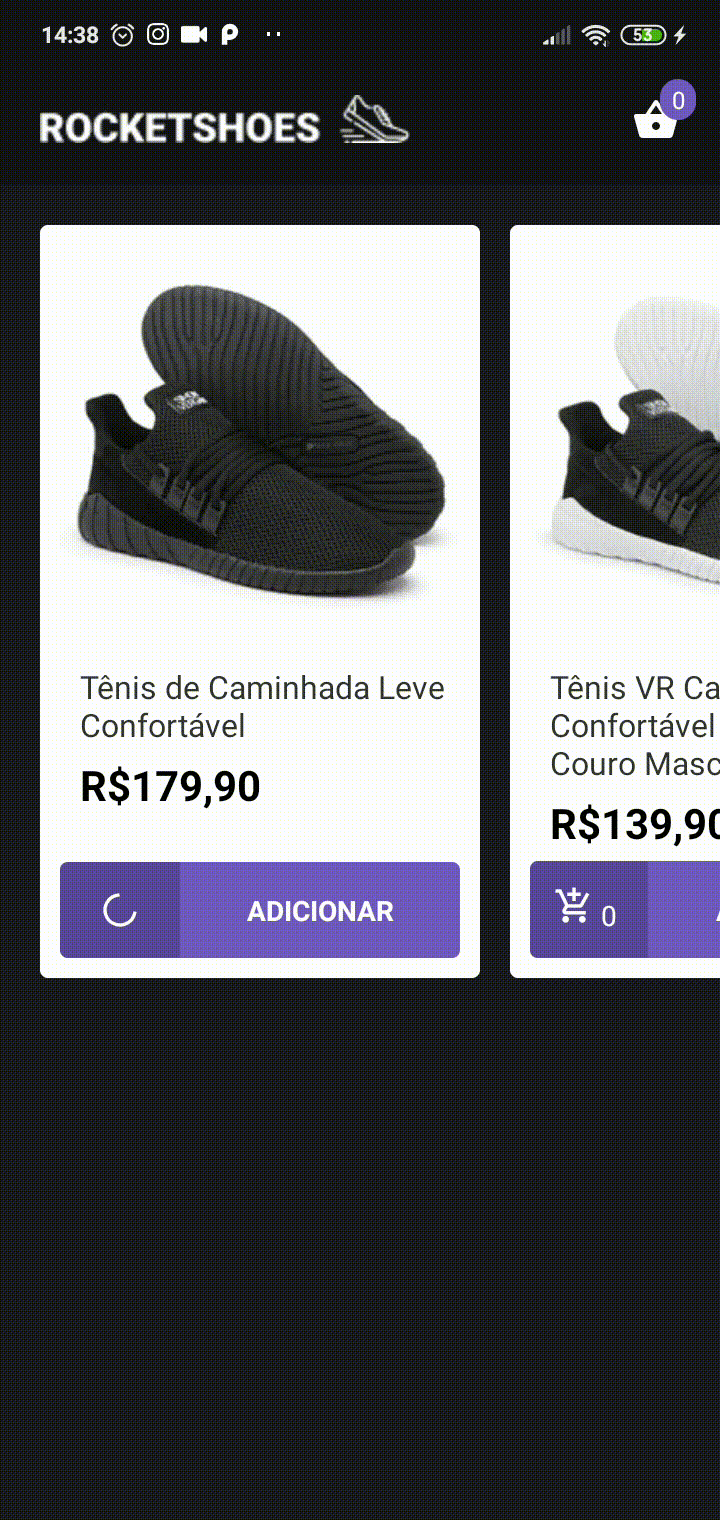 14:38
53
ROCKETSHOES
0
Tênis de Caminhada Leve
Confortável
R$179,90
ADICIONAR
Tênis VR Ca
Confortável
Couro Masc
R$139,90
0